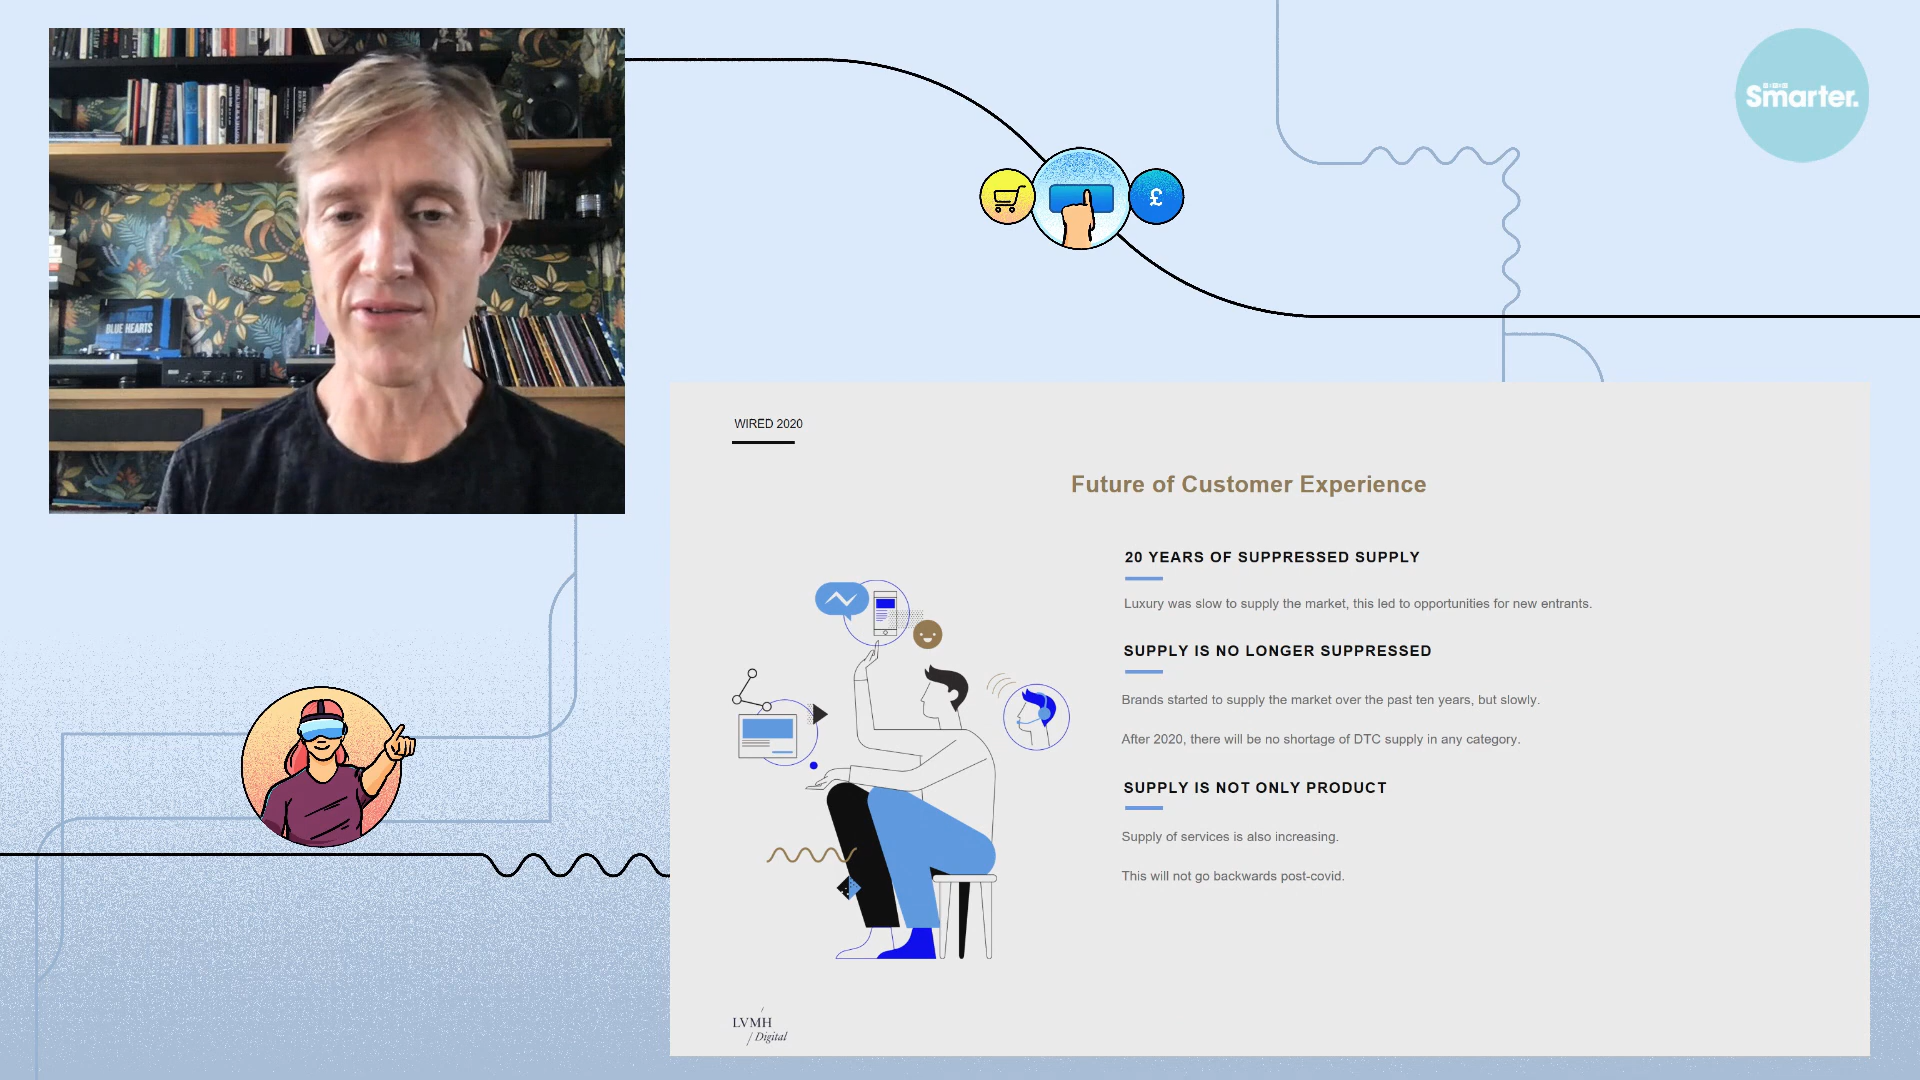 BLUE HEARTS
Smarter.
£
WIRED 2020
Future of Customer Experience
20 YEARS OF SUPPRESSED SUPPLY
Luxury was slow to supply the market, this led to opportunities for new entrants.
SUPPLY IS NO LONGER SUPPRESSED
Brands started to supply the market over the past ten years, but slowly.
After 2020, there will be no shortage of DTC supply in any category.
SUPPLY IS NOT ONLY PRODUCT
Supply of services is also increasing.
This will not go backwards post-covid.
LVMH
/ Digital